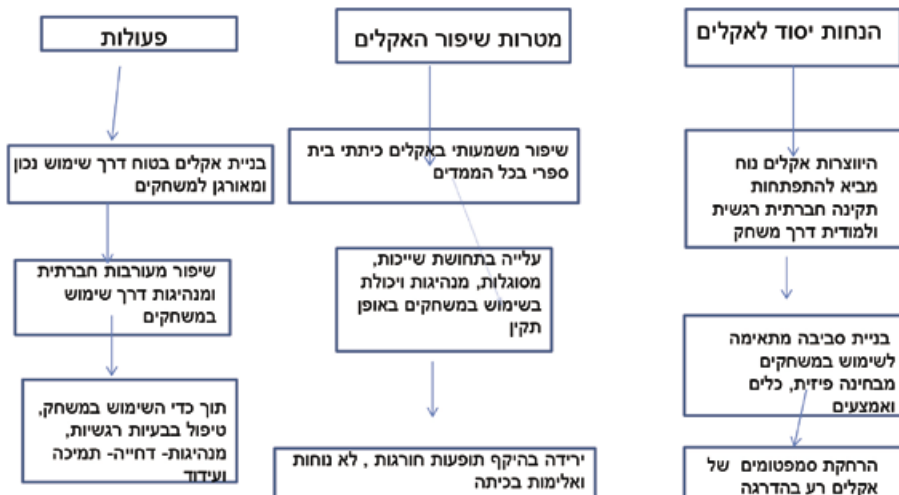 הנחות יסוד לאקלים
היווצרות אקלים נוח
מביא להתפתחות
תקינה חברתית רגשית
ולמודית דרך משחק
בניית סביבה מתאימה
לשימוש במשחקים
מבחינה פיזית, כלים
ואמצעים
הרחקת סמפטומים של
אקלים רע בהדרגה
מטרות שיפור האקלים
שיפור משמעותי באקלים כיתתי בית
ספרי בכל הממדים
עלייה בתחושת שייכות,
מסוגלות, מנהיגות ויכולת
בשימוש במשחקים באופן
תקין
ירידה בהיקף תופעות חורגות , לא נוחות
ואלימות בכיתה
פעולות
בניית אקלים בטוח דרך שימוש נכון
ומאורגן למשחקים
שיפור מעורבות חברתית
ומנהיגות דרך שימוש
במשחקים
תוך כדי השימוש במשחק,
טיפול בבעיות רגשיות,
מנהיגות- דחייה- תמיכה
ועידוד